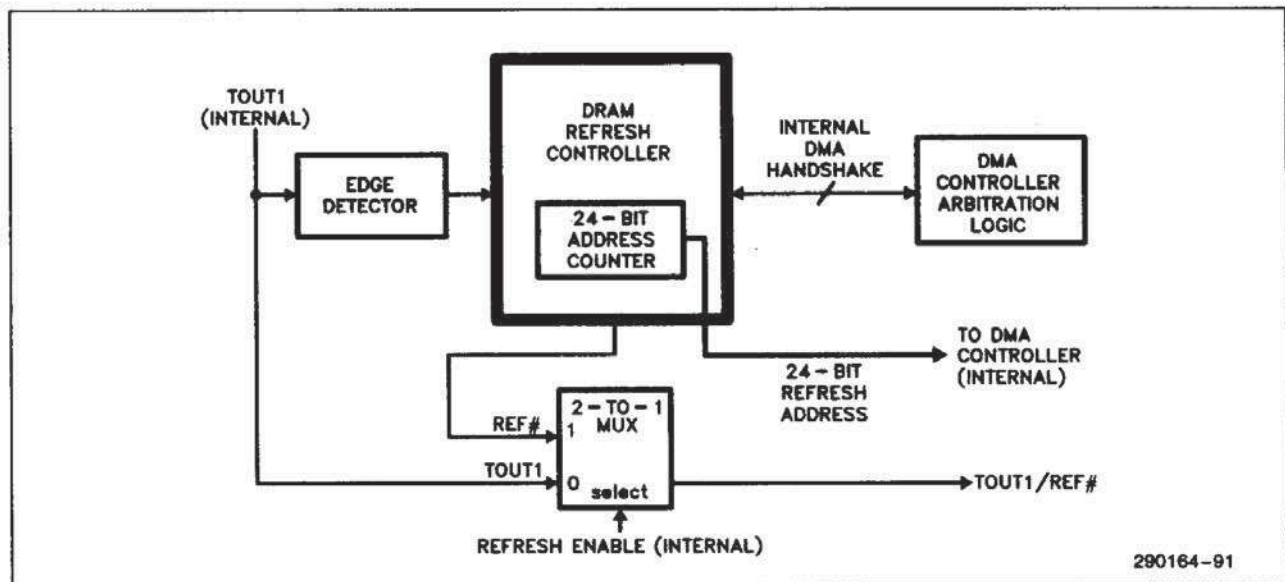 TOUT1
(INTERNAL)
EDGE
DETECTOR
DRAM
REFRESH
CONTROLLER
24-BIT
ADDRESS
COUNTER
INTERNAL
DMA
HANDSHAKE
DMA
CONTROLLER
ARBITRATION
LOGIC
TO DMA
CONTROLLER
(INTERNAL)
24-BIT
REFRESH
ADDRESS
2-TO-1
MUX
REF#
1
TOUT1
0
select
TOUT1/REF#
REFRESH ENABLE (INTERNAL)
290164-91